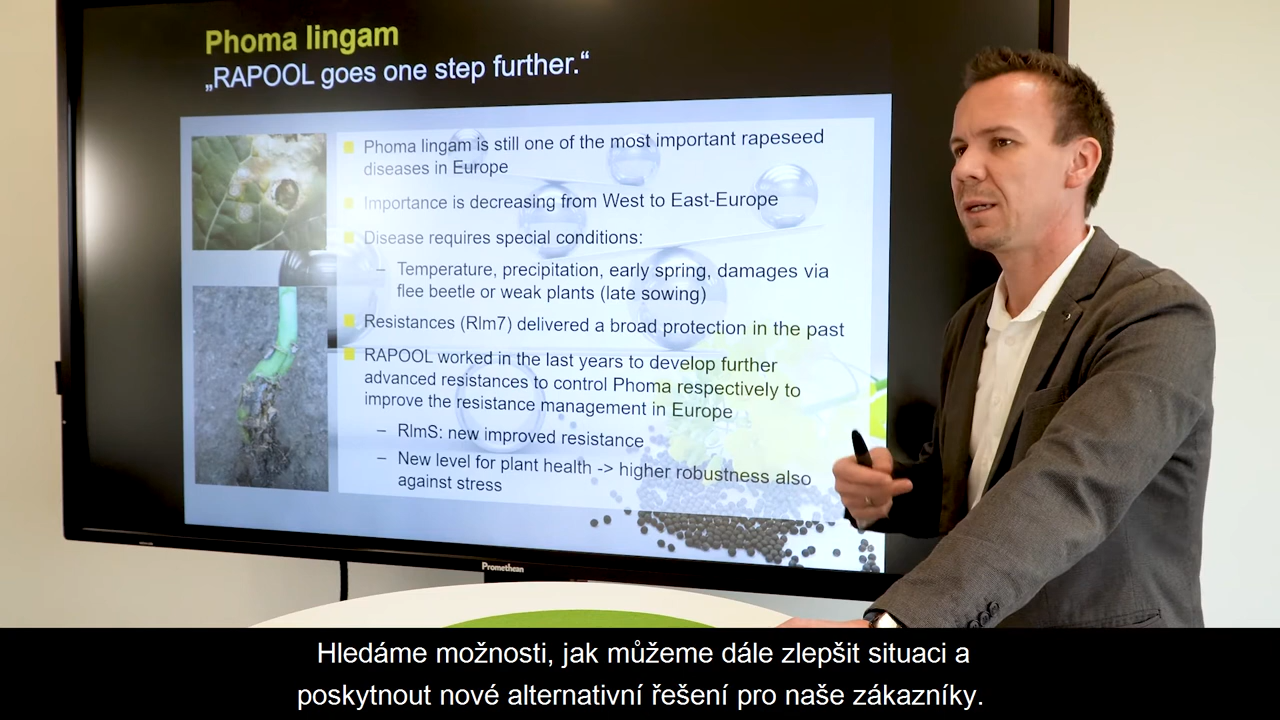 Phoma lingam
„RAPOOL goes one step further.“
Phoma lingam is still one of the most important rapeseed
diseases in Europe
Importance is decreasing from West to East-Europe
Disease requires special conditions:
– Temperature, precipitation, early spring, damages via
flee beetle or weak plants (late sowing)
Resistances (Rlm7) delivered a broad protection in the past
RAPOOL worked in the last years to develop further
advanced resistances to control Phoma respectively to
improve the resistance management in Europe
– RlmS: new improved resistance
– New level for plant health -> higher robustness also
against stress
Promethean
Hledáme možnosti, jak můžeme dále zlepšit situaci a
poskytnout nové alternativní řešení pro naše zákazníky.